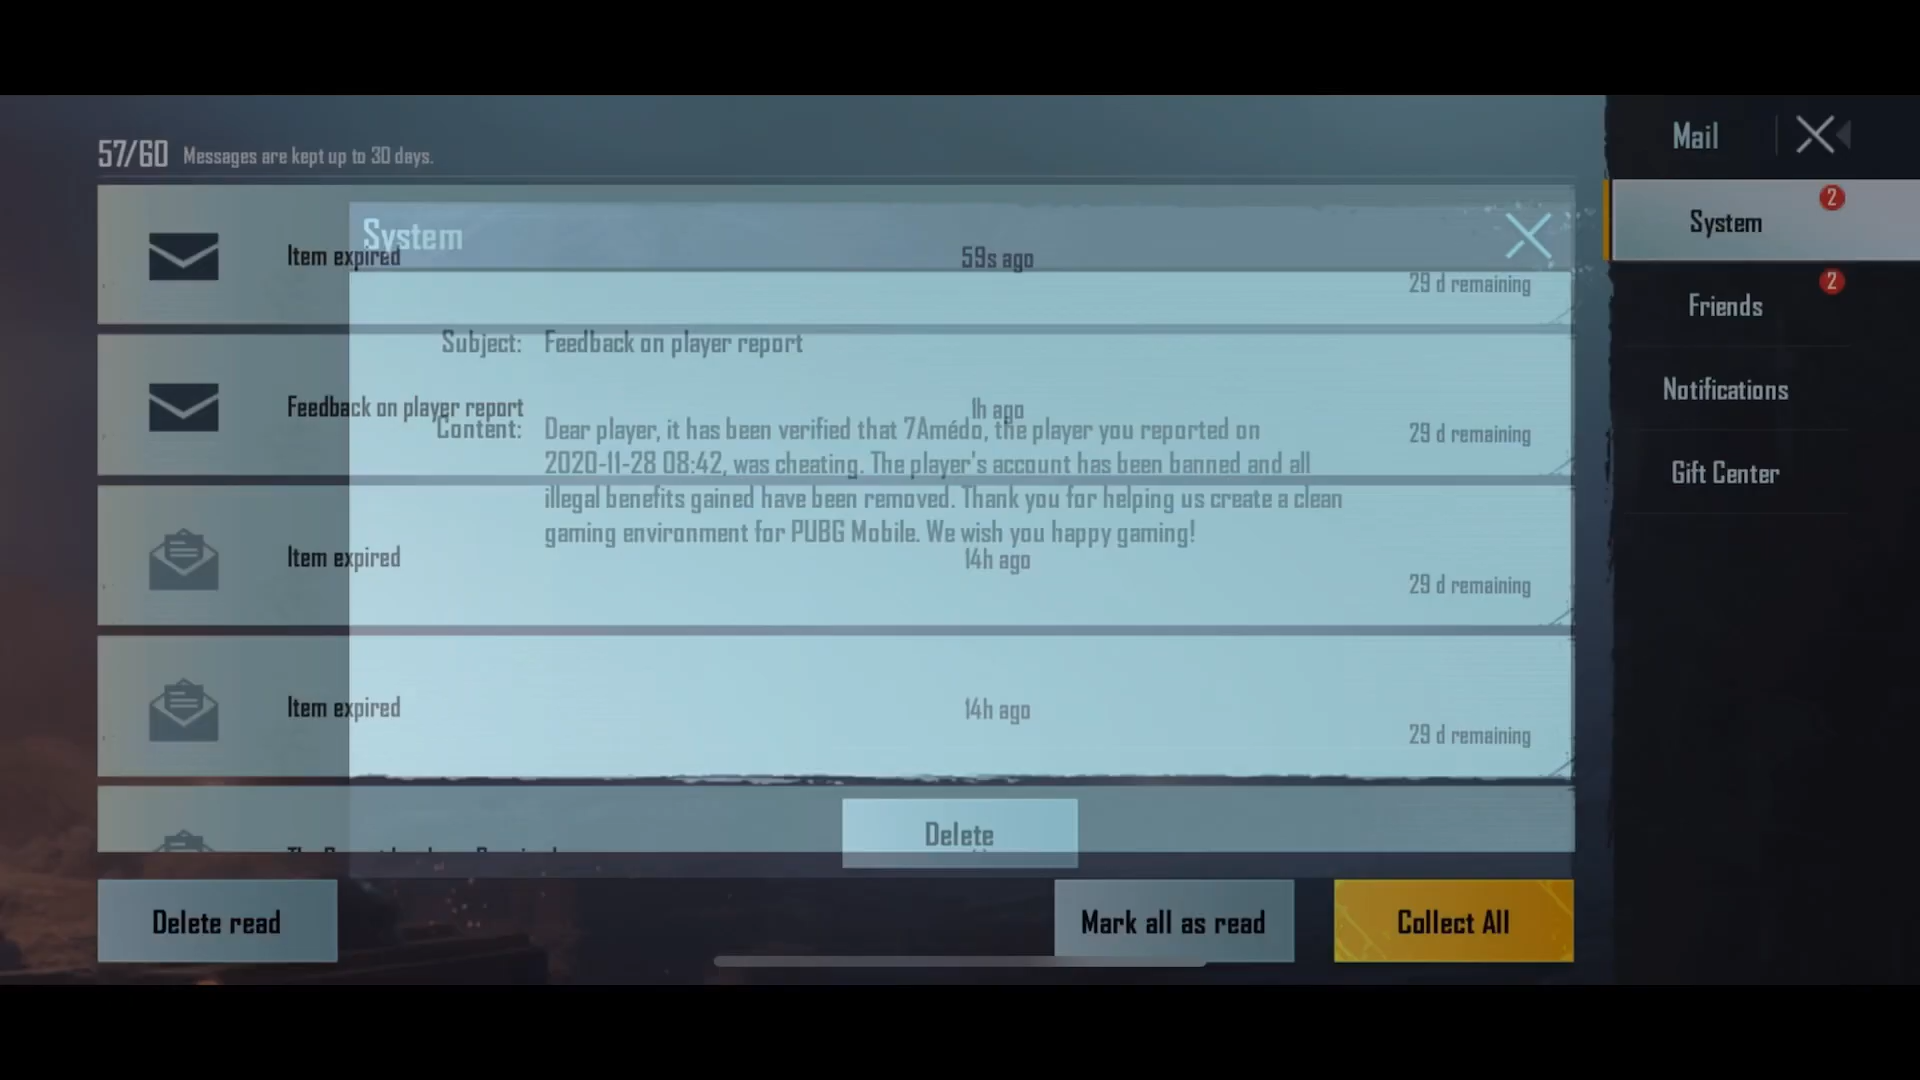 57/60 Messages are kept up to 30 days.
Mail
System
2
Friends
2
Notifications
Gift Center
Item expired
59s ago
29 d remaining
Feedback on player report
1h ago
29 d remaining
Item expired
14h ago
29 d remaining
Item expired
14h ago
29 d remaining
System
Subject: Feedback on player report
Content: Dear player, it has been verified that 7Amédo, the player you reported on
2020-11-28 08:42, was cheating. The player's account has been banned and all
illegal benefits gained have been removed. Thank you for helping us create a clean
gaming environment for PUBG Mobile. We wish you happy gaming!
Delete
Delete read
Mark all as read
Collect All